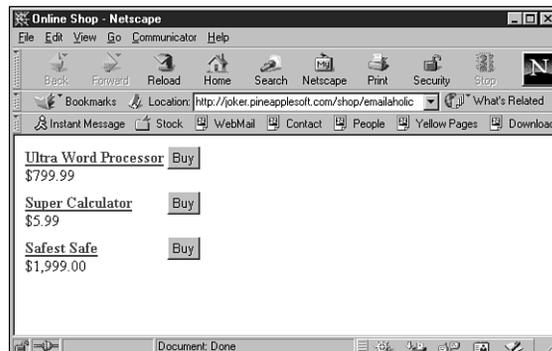 Online Shop - Netscape
File Edit View Go Communicator Help
Back Forward Reload Home Search Netscape Print Security Stop
Bookmarks Location: http://joker.pineapplesoft.com/shop/emailaholic What's Related
Instant Message Stock WebMail Contact People Yellow Pages Download
Ultra Word Processor Buy
$799.99
Super Calculator Buy
$5.99
Safest Safe Buy
$1,999.00
Document: Done